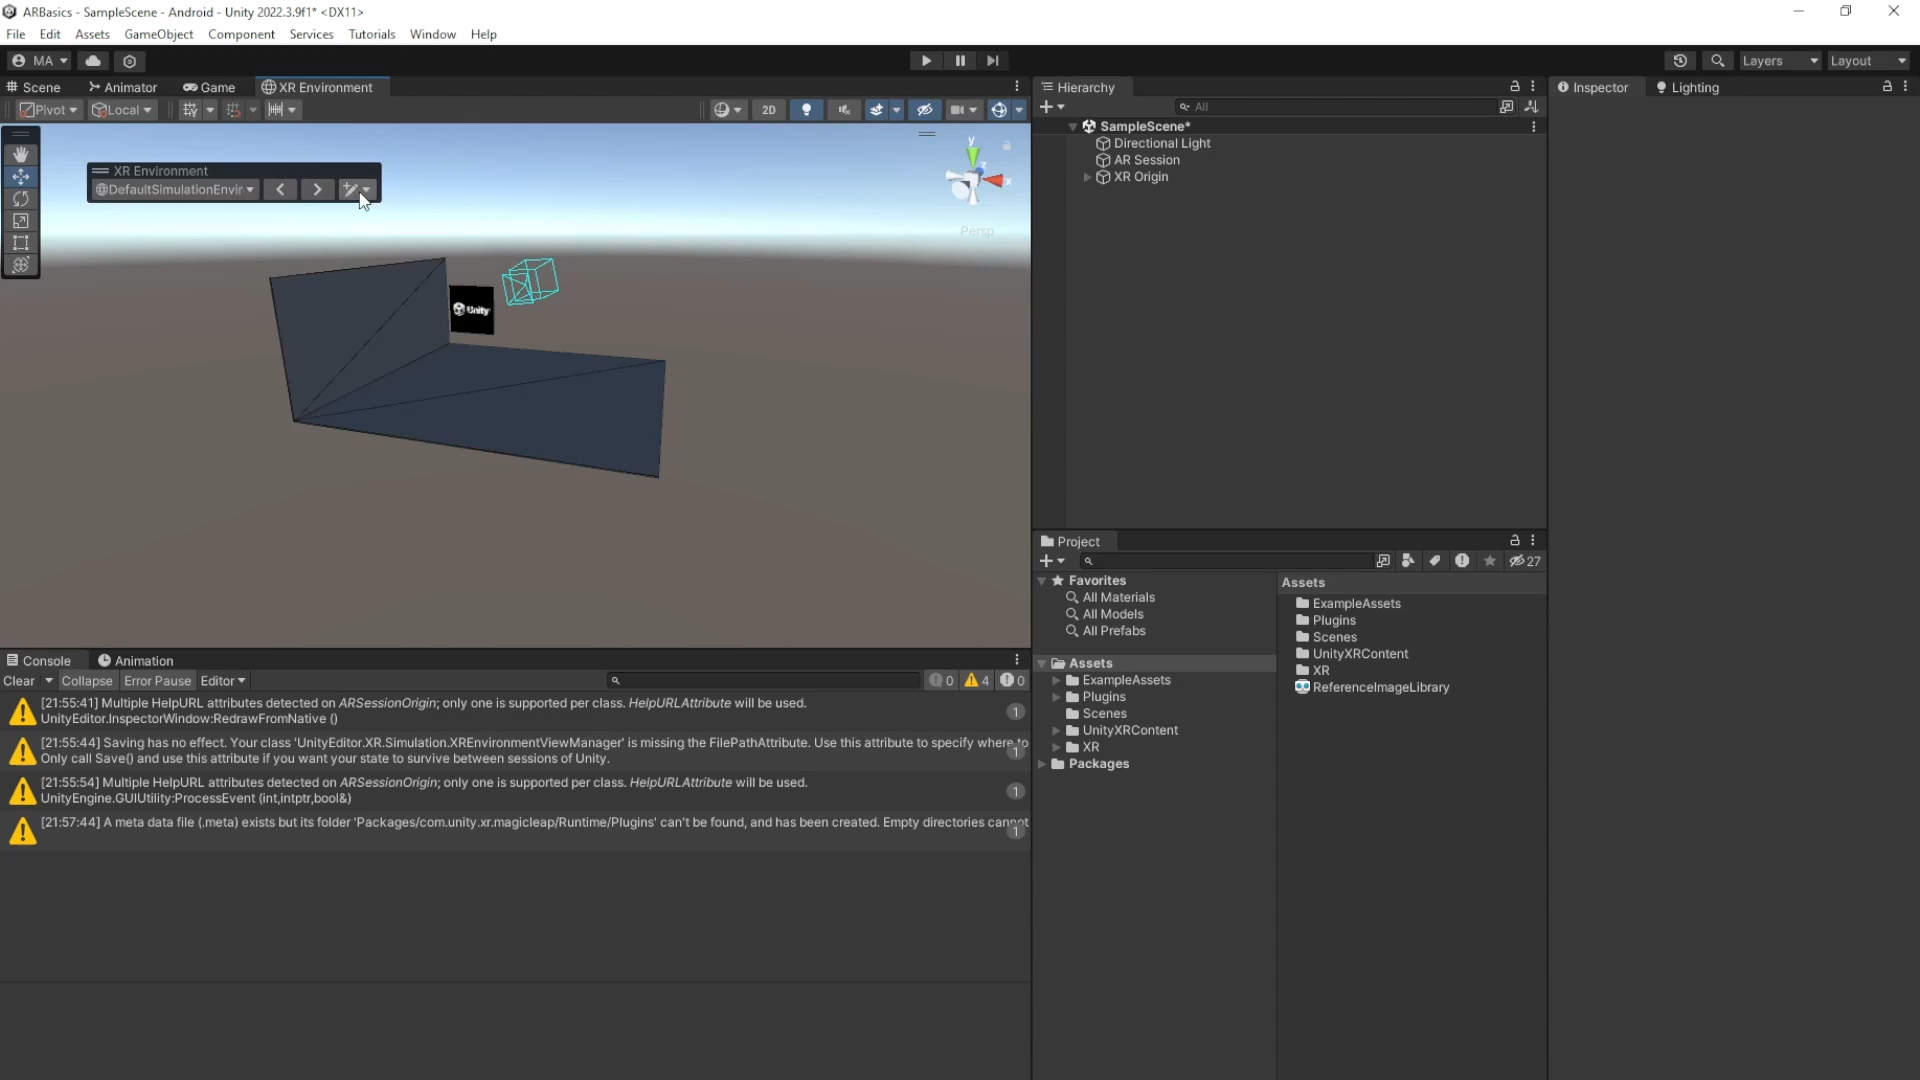 ARBasics - SampleScene - Android - Unity 2022.3.9f1* <DX11>
File Edit Assets GameObject Component Services Tutorials Window Help
MA Layers Layout
Scene Animator Game XR Environment
Pivot Local 2D
XR Environment
DefaultSimulationEnvir
y
z
x
Persp
Unity
Hierarchy
All
SampleScene*
Directional Light
AR Session
XR Origin
Inspector Lighting
Project
27
Favorites
All Materials
All Models
All Prefabs
Assets
ExampleAssets
Plugins
Scenes
UnityXRContent
XR
Packages
Assets
ExampleAssets
Plugins
Scenes
UnityXRContent
XR
ReferenceImageLibrary
Console Animation
Clear Collapse Error Pause Editor 0 4 0
[21:55:41] Multiple HelpURL attributes detected on ARSessionOrigin; only one is supported per class. HelpURLAttribute will be used.
UnityEditor.InspectorWindow:RedrawFromNative ()
1
[21:55:44] Saving has no effect. Your class 'UnityEditor.XR.Simulation.XREnvironmentViewManager' is missing the FilePathAttribute. Use this attribute to specify where to
Only call Save() and use this attribute if you want your state to survive between sessions of Unity.
1
[21:55:54] Multiple HelpURL attributes detected on ARSessionOrigin; only one is supported per class. HelpURLAttribute will be used.
UnityEngine.GUIUtility:ProcessEvent (int,intptr,bool&)
1
[21:57:44] A meta data file (.meta) exists but its folder 'Packages/com.unity.xr.magicleap/Runtime/Plugins' can't be found, and has been created. Empty directories cannot
1